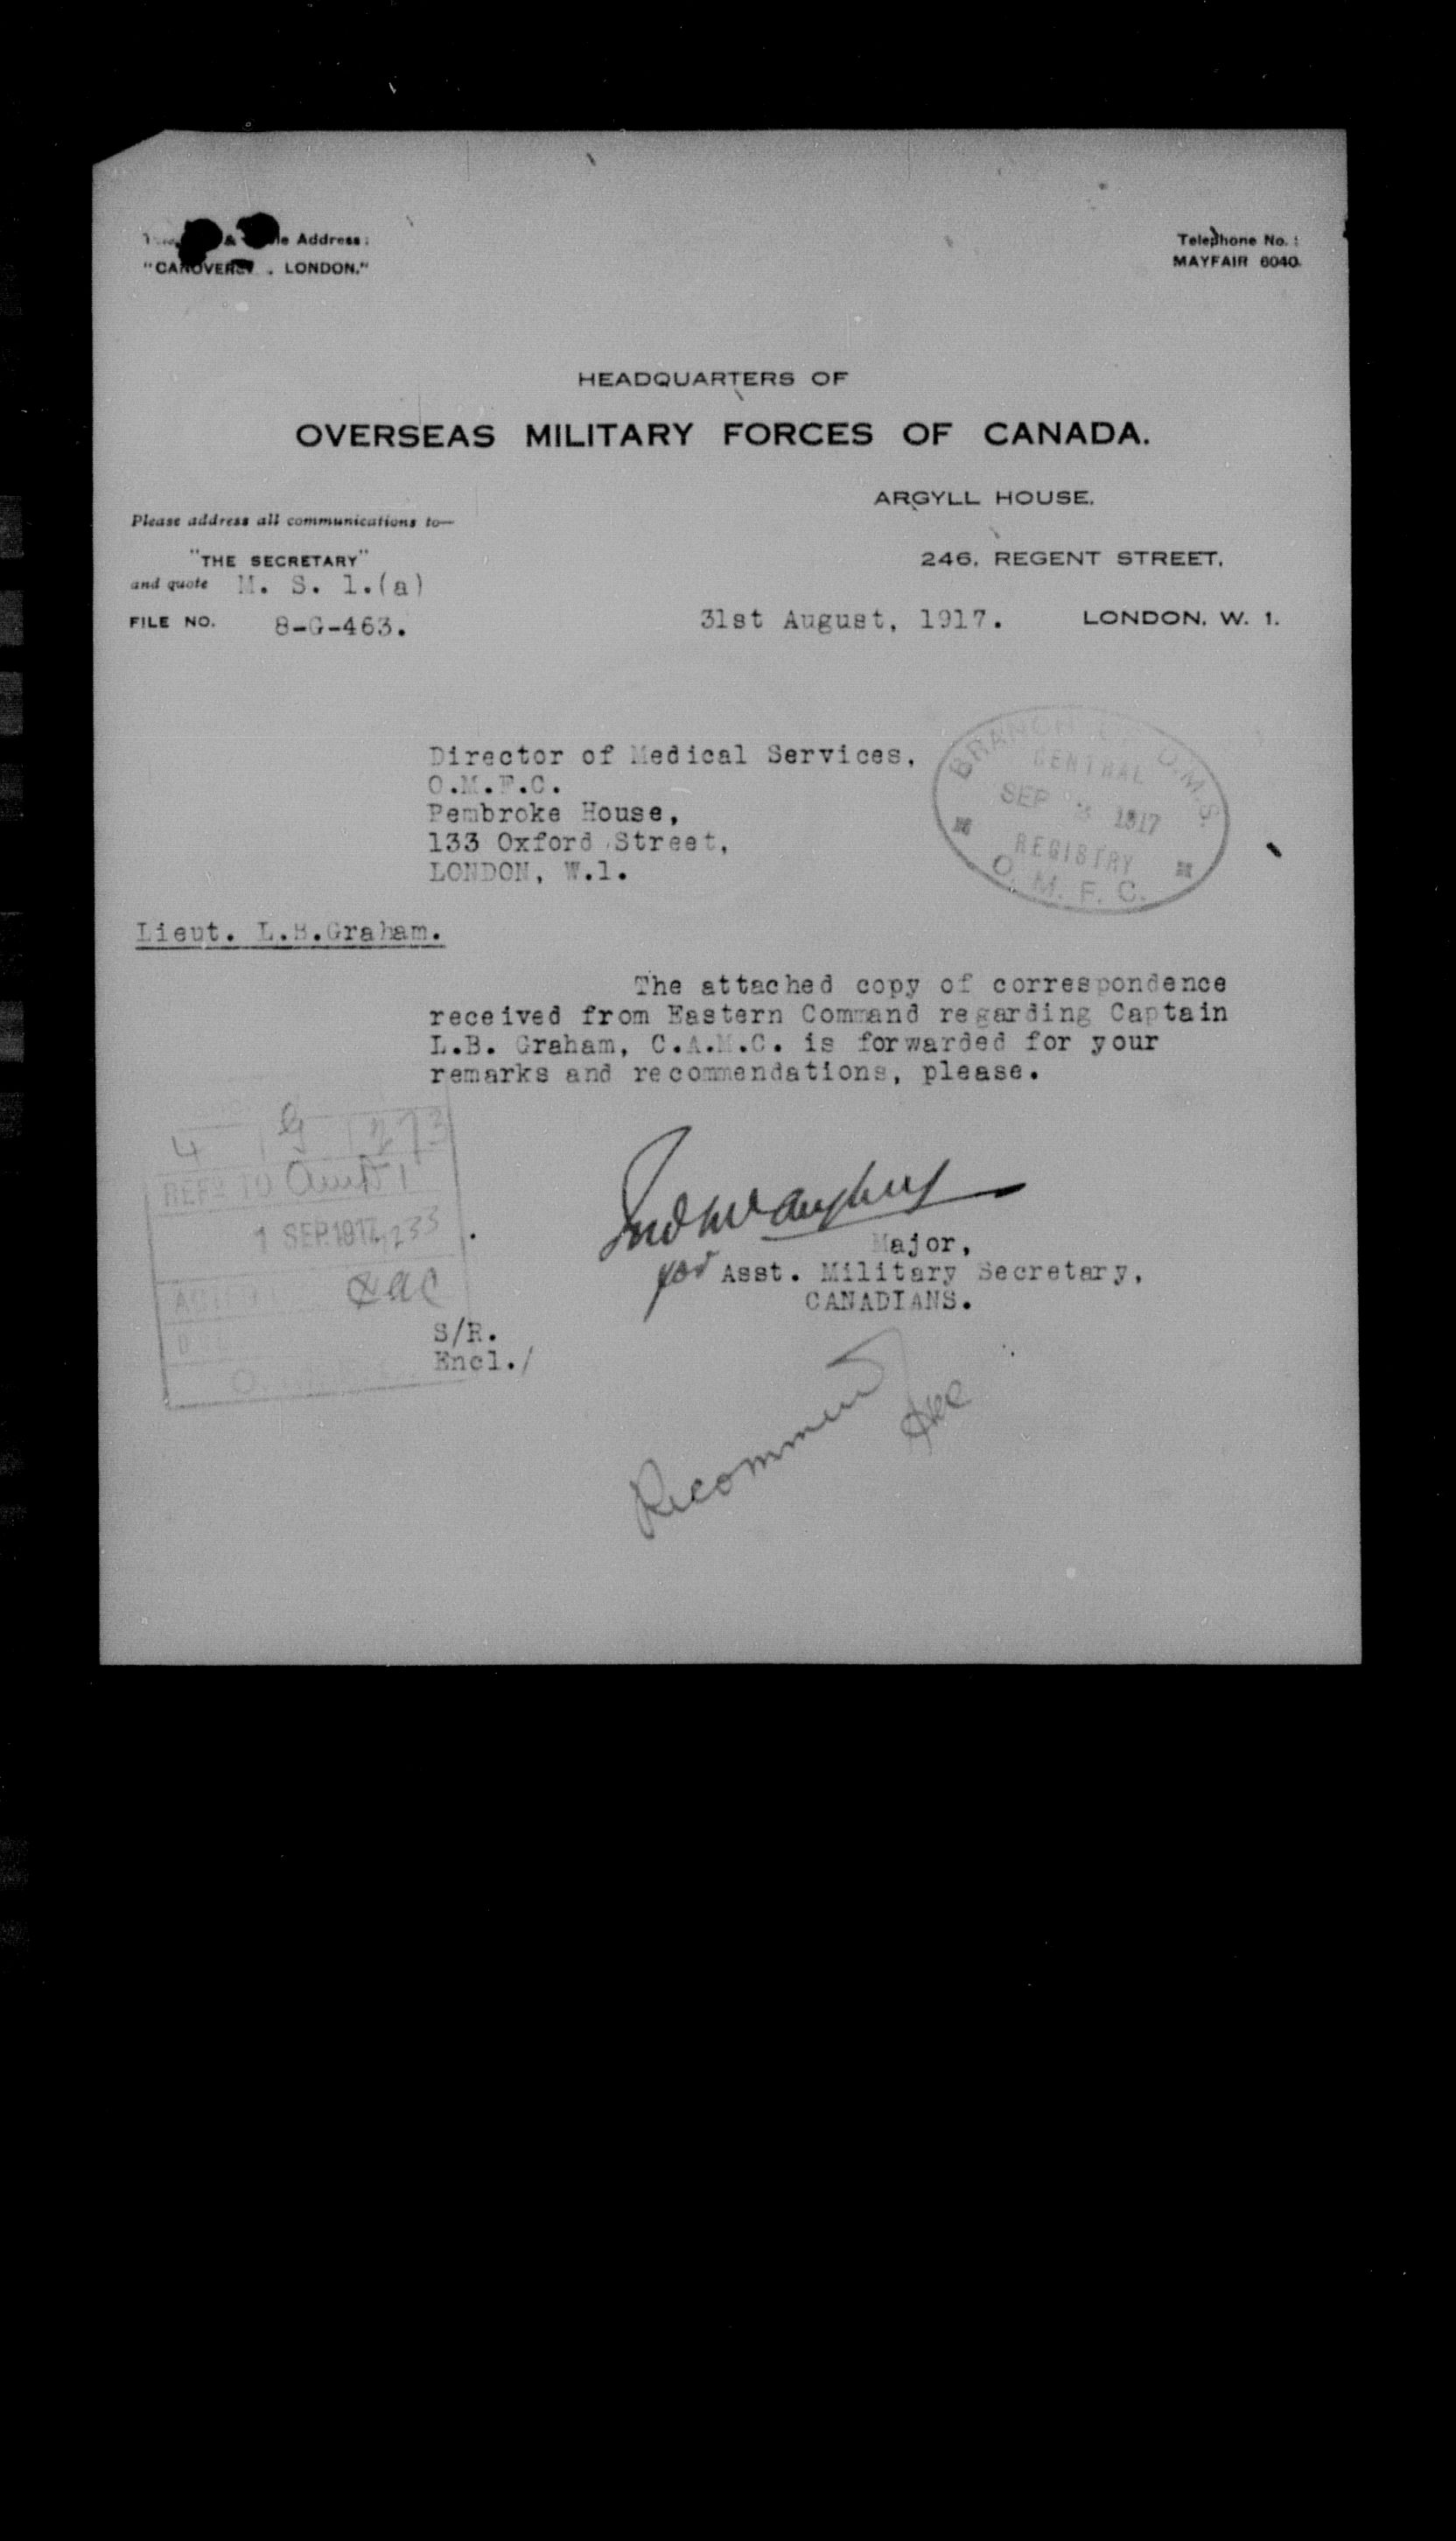 & Address:
Telephone No.:
LONDON."
MAYFAIR 6040.
HEADQUARTERS OF
OVERSEAS MILITARY FORCES OF CANADA.
ARGYLL HOUSE.
Please address all communications to—
"THE SECRETARY"
246, REGENT STREET,
and quote M. S. 1.(a)
FILE NO. 8-G-463.
31st August, 1917. LONDON, W. 1.
Director of Medical Services,
O.M.F.C.
Pembroke House,
133 Oxford Street,
LONDON, W.1.
BRANCH OF D.M.S.
CENTRAL
SEP 1917
REGISTRY
O. M. F. C.
Lieut. L.B.Graham.
The attached copy of correspondence
received from Eastern Command regarding Captain
L.B. Graham, C.A.M.C. is forwarded for your
remarks and recommendations, please.
4 G
REFD TO
1 SEP.1917
Major,
for Asst. Military Secretary,
CANADIANS.
S/R.
Encl./
Recommend